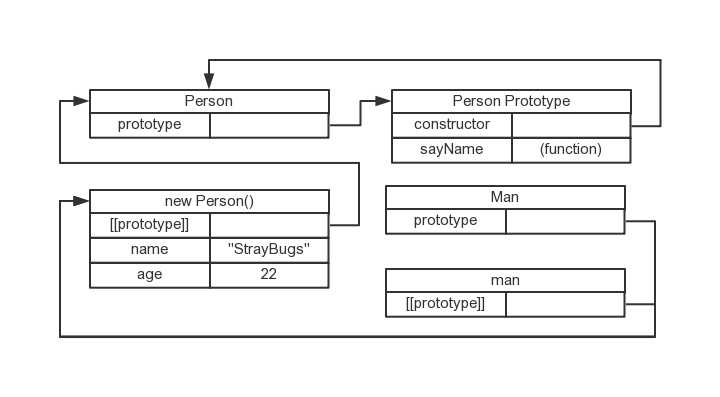 Person
prototype
Person Prototype
constructor
sayName (function)
new Person()
[[prototype]]
name "StrayBugs"
age 22
Man
prototype
man
[[prototype]]